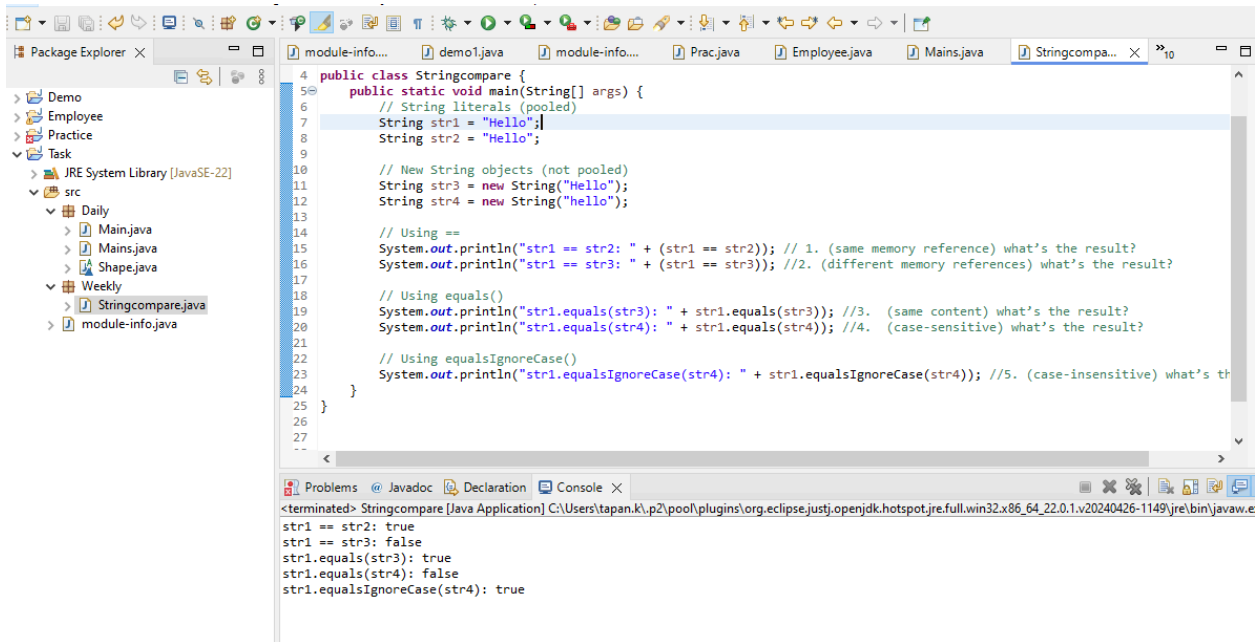 Package Explorer
module-info....
demo1.java
module-info....
Prac.java
Employee.java
Mains.java
Stringcompa...
»10
Demo
Employee
Practice
Task
JRE System Library [JavaSE-22]
src
Daily
Main.java
Mains.java
Shape.java
Weekly
Stringcompare.java
module-info.java
4 public class Stringcompare {
5 public static void main(String[] args) {
6 // String literals (pooled)
7 String str1 = "Hello";
8 String str2 = "Hello";
9
10 // New String objects (not pooled)
11 String str3 = new String("Hello");
12 String str4 = new String("hello");
13
14 // Using ==
15 System.out.println("str1 == str2: " + (str1 == str2)); // 1. (same memory reference) what's the result?
16 System.out.println("str1 == str3: " + (str1 == str3)); //2. (different memory references) what's the result?
17
18 // Using equals()
19 System.out.println("str1.equals(str3): " + str1.equals(str3)); //3. (same content) what's the result?
20 System.out.println("str1.equals(str4): " + str1.equals(str4)); //4. (case-sensitive) what's the result?
21
22 // Using equalsIgnoreCase()
23 System.out.println("str1.equalsIgnoreCase(str4): " + str1.equalsIgnoreCase(str4)); //5. (case-insensitive) what's th
24 }
25 }
26
27
Problems @ Javadoc Declaration Console
<terminated> Stringcompare [Java Application] C:\Users\tapan.k\.p2\pool\plugins\org.eclipse.justj.openjdk.hotspot.jre.full.win32.x86_64_22.0.1.v20240426-1149\jre\bin\javaw.e
str1 == str2: true
str1 == str3: false
str1.equals(str3): true
str1.equals(str4): false
str1.equalsIgnoreCase(str4): true